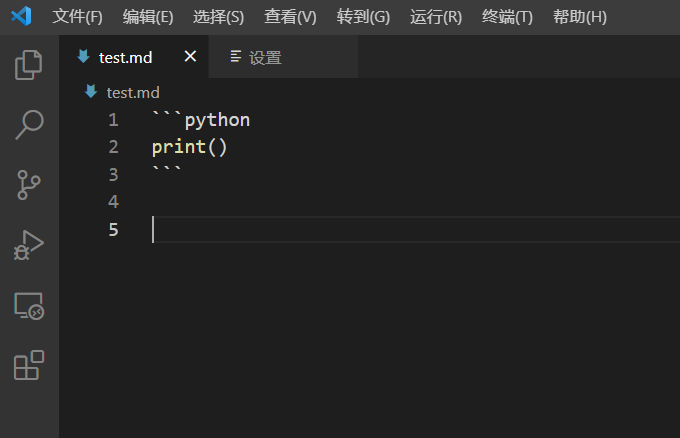 文件(F) 编辑(E) 选择(S) 查看(V) 转到(G) 运行(R) 终端(T) 帮助(H)
test.md × 设置
test.md
1 ```python
2 print()
3 ```
4
5